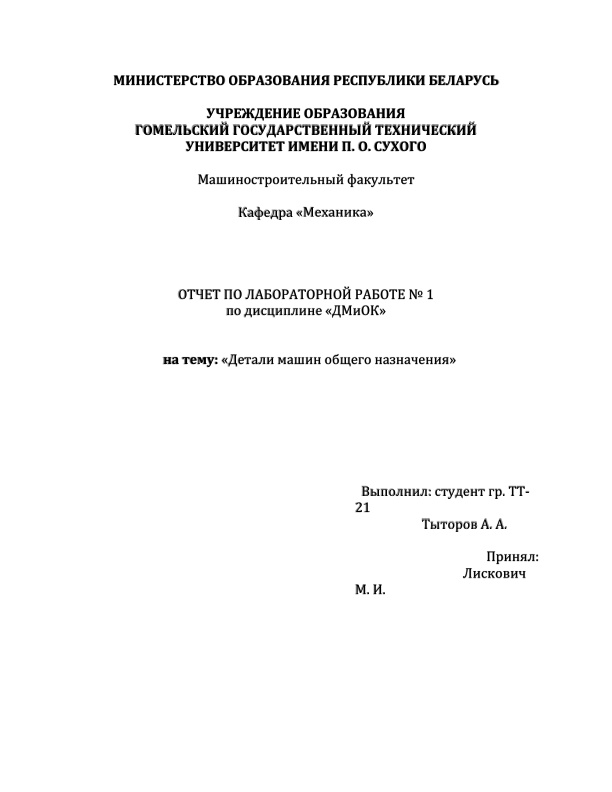 МИНИСТЕРСТВО ОБРАЗОВАНИЯ РЕСПУБЛИКИ БЕЛАРУСЬ
УЧРЕЖДЕНИЕ ОБРАЗОВАНИЯ
ГОМЕЛЬСКИЙ ГОСУДАРСТВЕННЫЙ ТЕХНИЧЕСКИЙ
УНИВЕРСИТЕТ ИМЕНИ П. О. СУХОГО
Машиностроительный факультет
Кафедра «Механика»
ОТЧЕТ ПО ЛАБОРАТОРНОЙ РАБОТЕ № 1
по дисциплине «ДМиОК»
на тему: «Детали машин общего назначения»
Выполнил: студент гр. ТТ-
21
Тыторов А. А.
Принял:
Лискович
М. И.